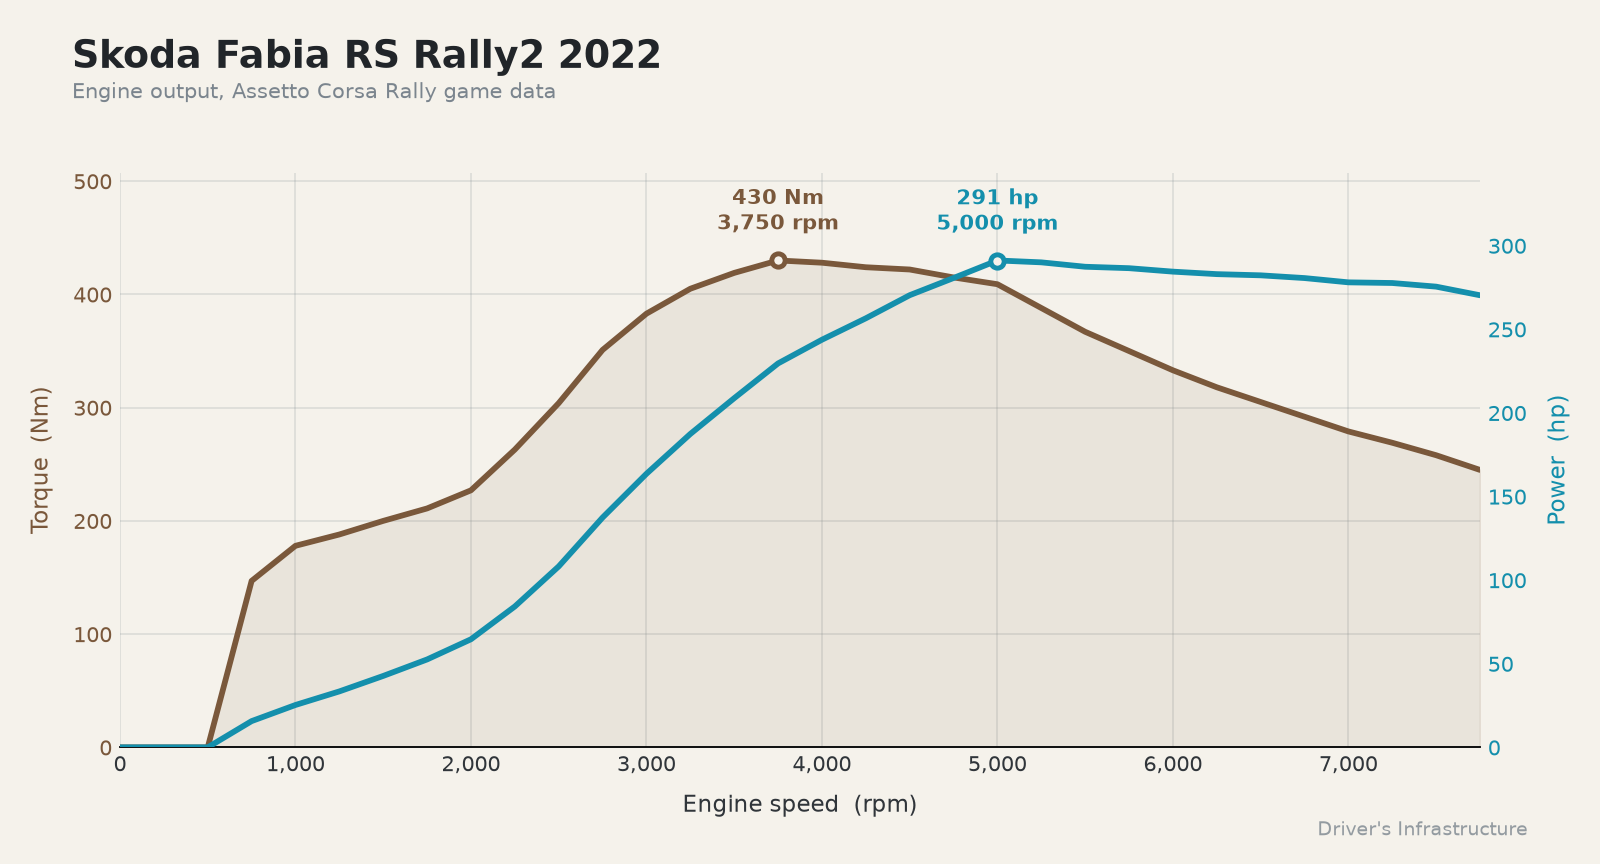 Skoda Fabia RS Rally2 2022
Engine output, Assetto Corsa Rally game data
430 Nm
3,750 rpm
291 hp
5,000 rpm
Torque (Nm)
500
400
300
200
100
0
Power (hp)
300
250
200
150
100
50
0
0 1,000 2,000 3,000 4,000 5,000 6,000 7,000
Engine speed (rpm)
Driver's Infrastructure